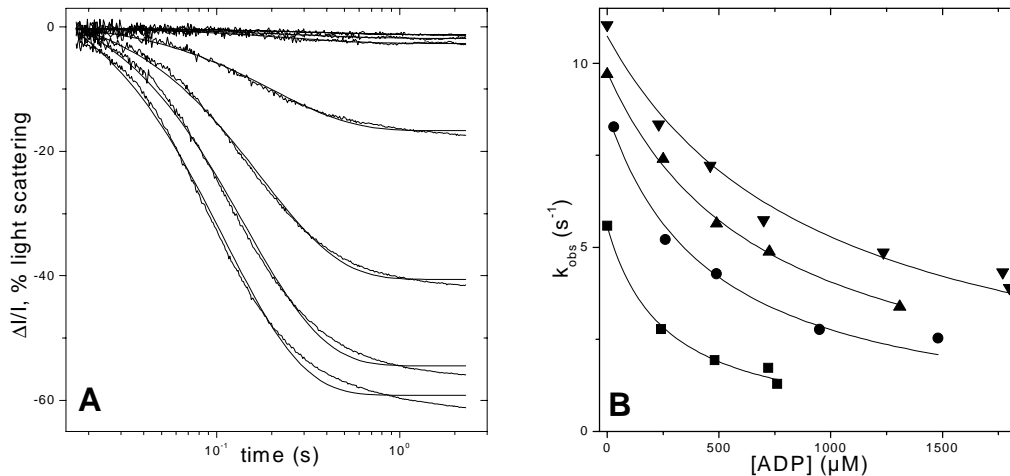 ΔI/I, % light scattering
0
-20
-40
-60
A
10⁻¹
10⁰
time (s)
k_obs (s⁻¹)
10
5
0
B
0
500
1000
1500
[ADP] (µM)